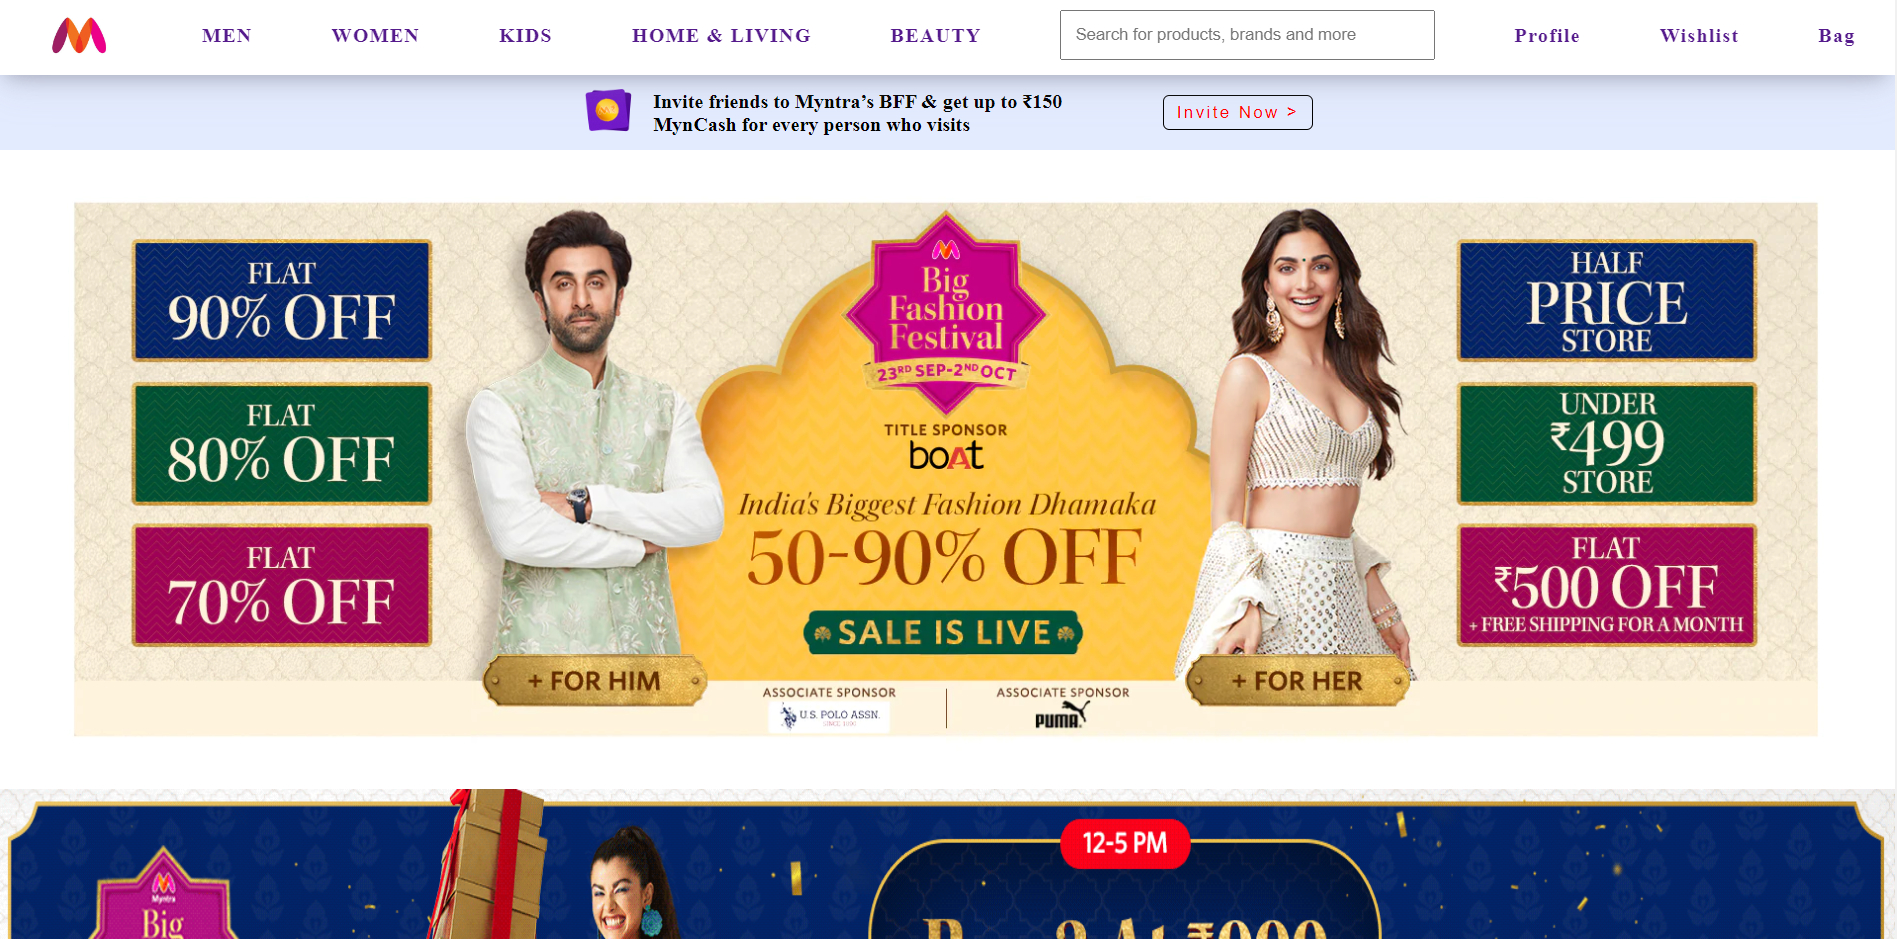 MEN
WOMEN
KIDS
HOME & LIVING
BEAUTY
Search for products, brands and more
Profile
Wishlist
Bag
Invite friends to Myntra’s BFF & get up to ₹150
MynCash for every person who visits
Invite Now >
FLAT
90% OFF
FLAT
80% OFF
FLAT
70% OFF
Big
Fashion
Festival
23RD SEP-2ND OCT
TITLE SPONSOR
boAt
India's Biggest Fashion Dhamaka
50-90% OFF
SALE IS LIVE
+ FOR HIM
+ FOR HER
ASSOCIATE SPONSOR
U.S. POLO ASSN.
SINCE 1890
ASSOCIATE SPONSOR
PUMA
HALF
PRICE
STORE
UNDER
₹499
STORE
FLAT
₹500 OFF
+ FREE SHIPPING FOR A MONTH
Myntra
Big
12-5 PM